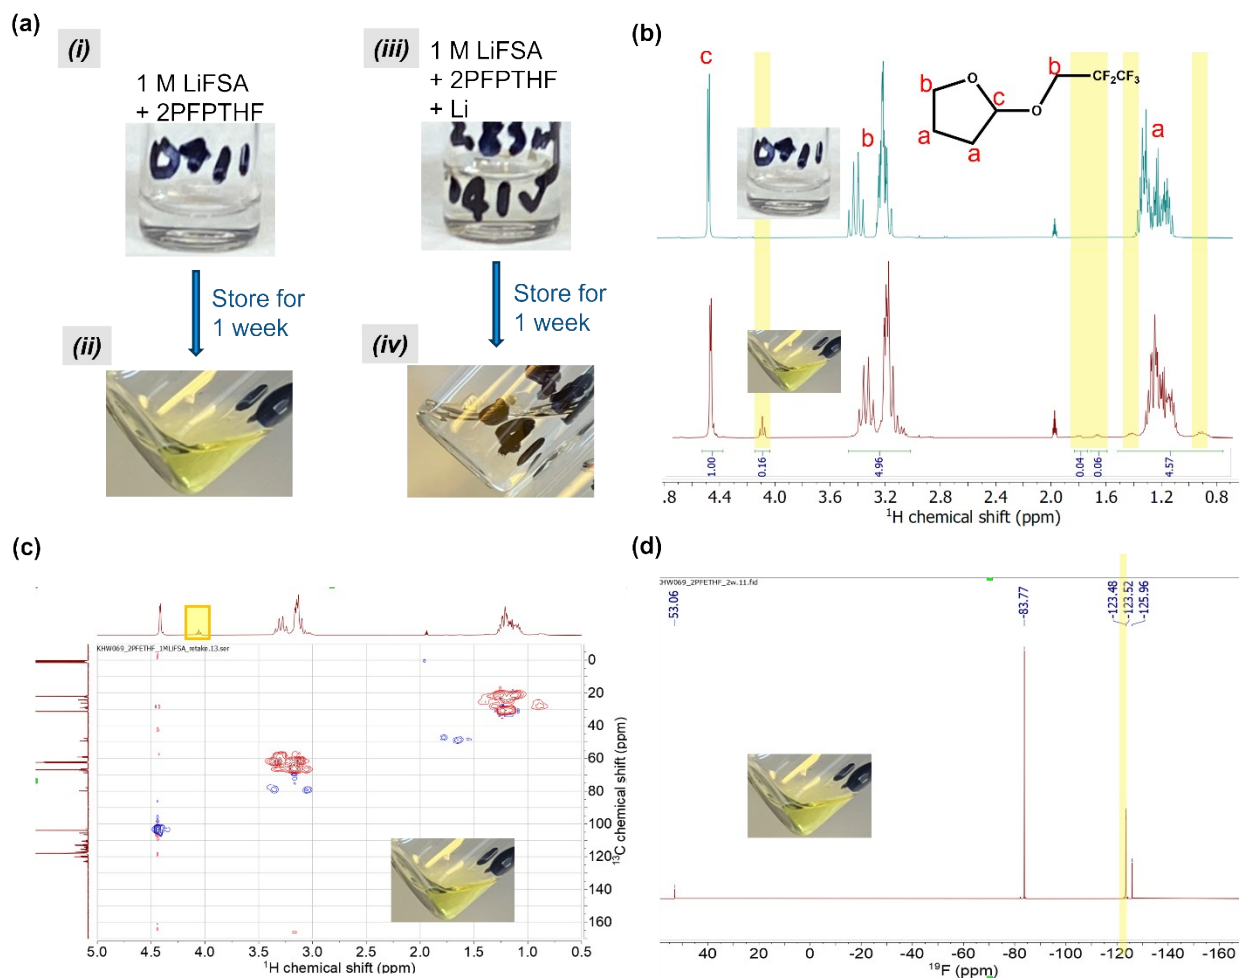 (a)
(i)
1 M LiFSA
+ 2PFPTHF
(iii)
1 M LiFSA
+ 2PFPTHF
+ Li
Store for
1 week
Store for
1 week
(ii)
(iv)
(b)
c
b
a
O
b
CF2CF3
b
c
O
a
a
1.00
0.16
4.96
0.04
0.06
4.57
.8
4.4
4.0
3.6
3.2
2.8
2.4
2.0
1.6
1.2
0.8
1H chemical shift (ppm)
(c)
KHW069_2PFETHF_1MLiFSA_retake.13.ser
0
20
40
60
80
100
120
140
160
13C chemical shift (ppm)
5.0
4.5
4.0
3.5
3.0
2.5
2.0
1.5
1.0
0.5
1H chemical shift (ppm)
(d)
HW069_2PFETHF_2w.11.fid
-53.06
-83.77
-123.48
-123.52
-125.96
40
20
0
-20
-40
-60
-80
-100
-120
-140
-160
19F (ppm)